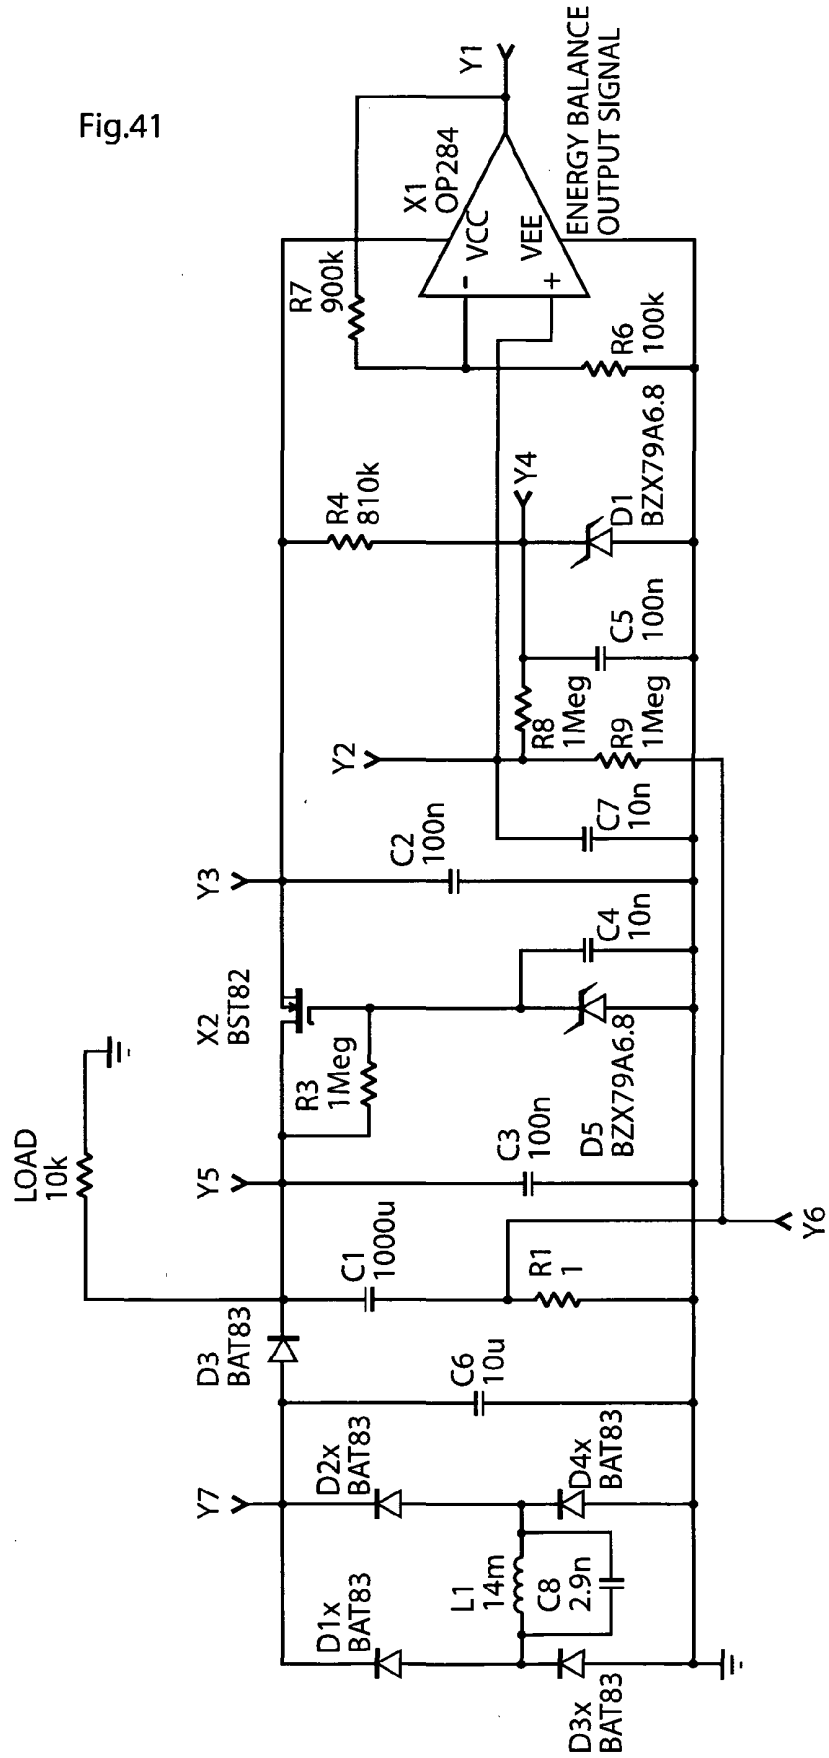 Fig.41
LOAD
10k
Y7
D3
BAT83
Y5
X2
BST82
Y3
D1x
BAT83
D2x
BAT83
C1
1000u
R3
1Meg
Y2
R4
810k
R7
900k
X1
OP284
Y1
C6
10u
C3
100n
C2
100n
VCC
VEE
-
+
L1
14m
C8
2.9n
R1
1
R8
1Meg
Y4
ENERGY BALANCE
OUTPUT SIGNAL
D3x
BAT83
D4x
BAT83
D5
BZX79A6.8
C4
10n
C7
10n
R9
1Meg
C5
100n
D1
BZX79A6.8
R6
100k
Y6